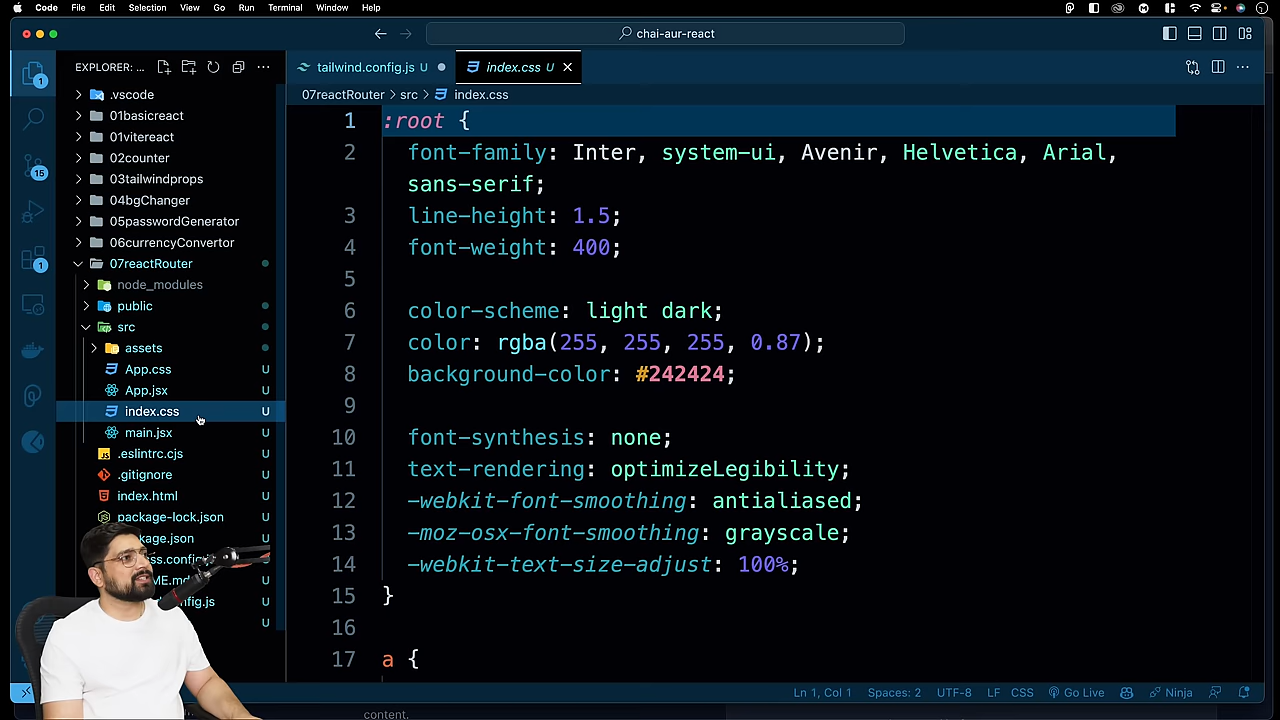 Code File Edit Selection View Go Run Terminal Window Help
chai-aur-react
EXPLORER: ...
tailwind.config.js U
index.css U
07reactRouter > src > index.css
.vscode
01basicreact
01vitereact
02counter
03tailwindprops
04bgChanger
05passwordGenerator
06currencyConvertor
07reactRouter
node_modules
public
src
assets
App.css U
App.jsx U
index.css U
main.jsx U
.eslintrc.cjs U
.gitignore U
index.html U
package-lock.json U
kage.json U
ss.config U
ME.md U
nfig.js U
U
1
15
1
1 :root {
2 font-family: Inter, system-ui, Avenir, Helvetica, Arial,
sans-serif;
3 line-height: 1.5;
4 font-weight: 400;
5
6 color-scheme: light dark;
7 color: rgba(255, 255, 255, 0.87);
8 background-color: #242424;
9
10 font-synthesis: none;
11 text-rendering: optimizeLegibility;
12 -webkit-font-smoothing: antialiased;
13 -moz-osx-font-smoothing: grayscale;
14 -webkit-text-size-adjust: 100%;
15 }
16
17 a {
Ln 1, Col 1 Spaces: 2 UTF-8 LF CSS Go Live Ninja
content.